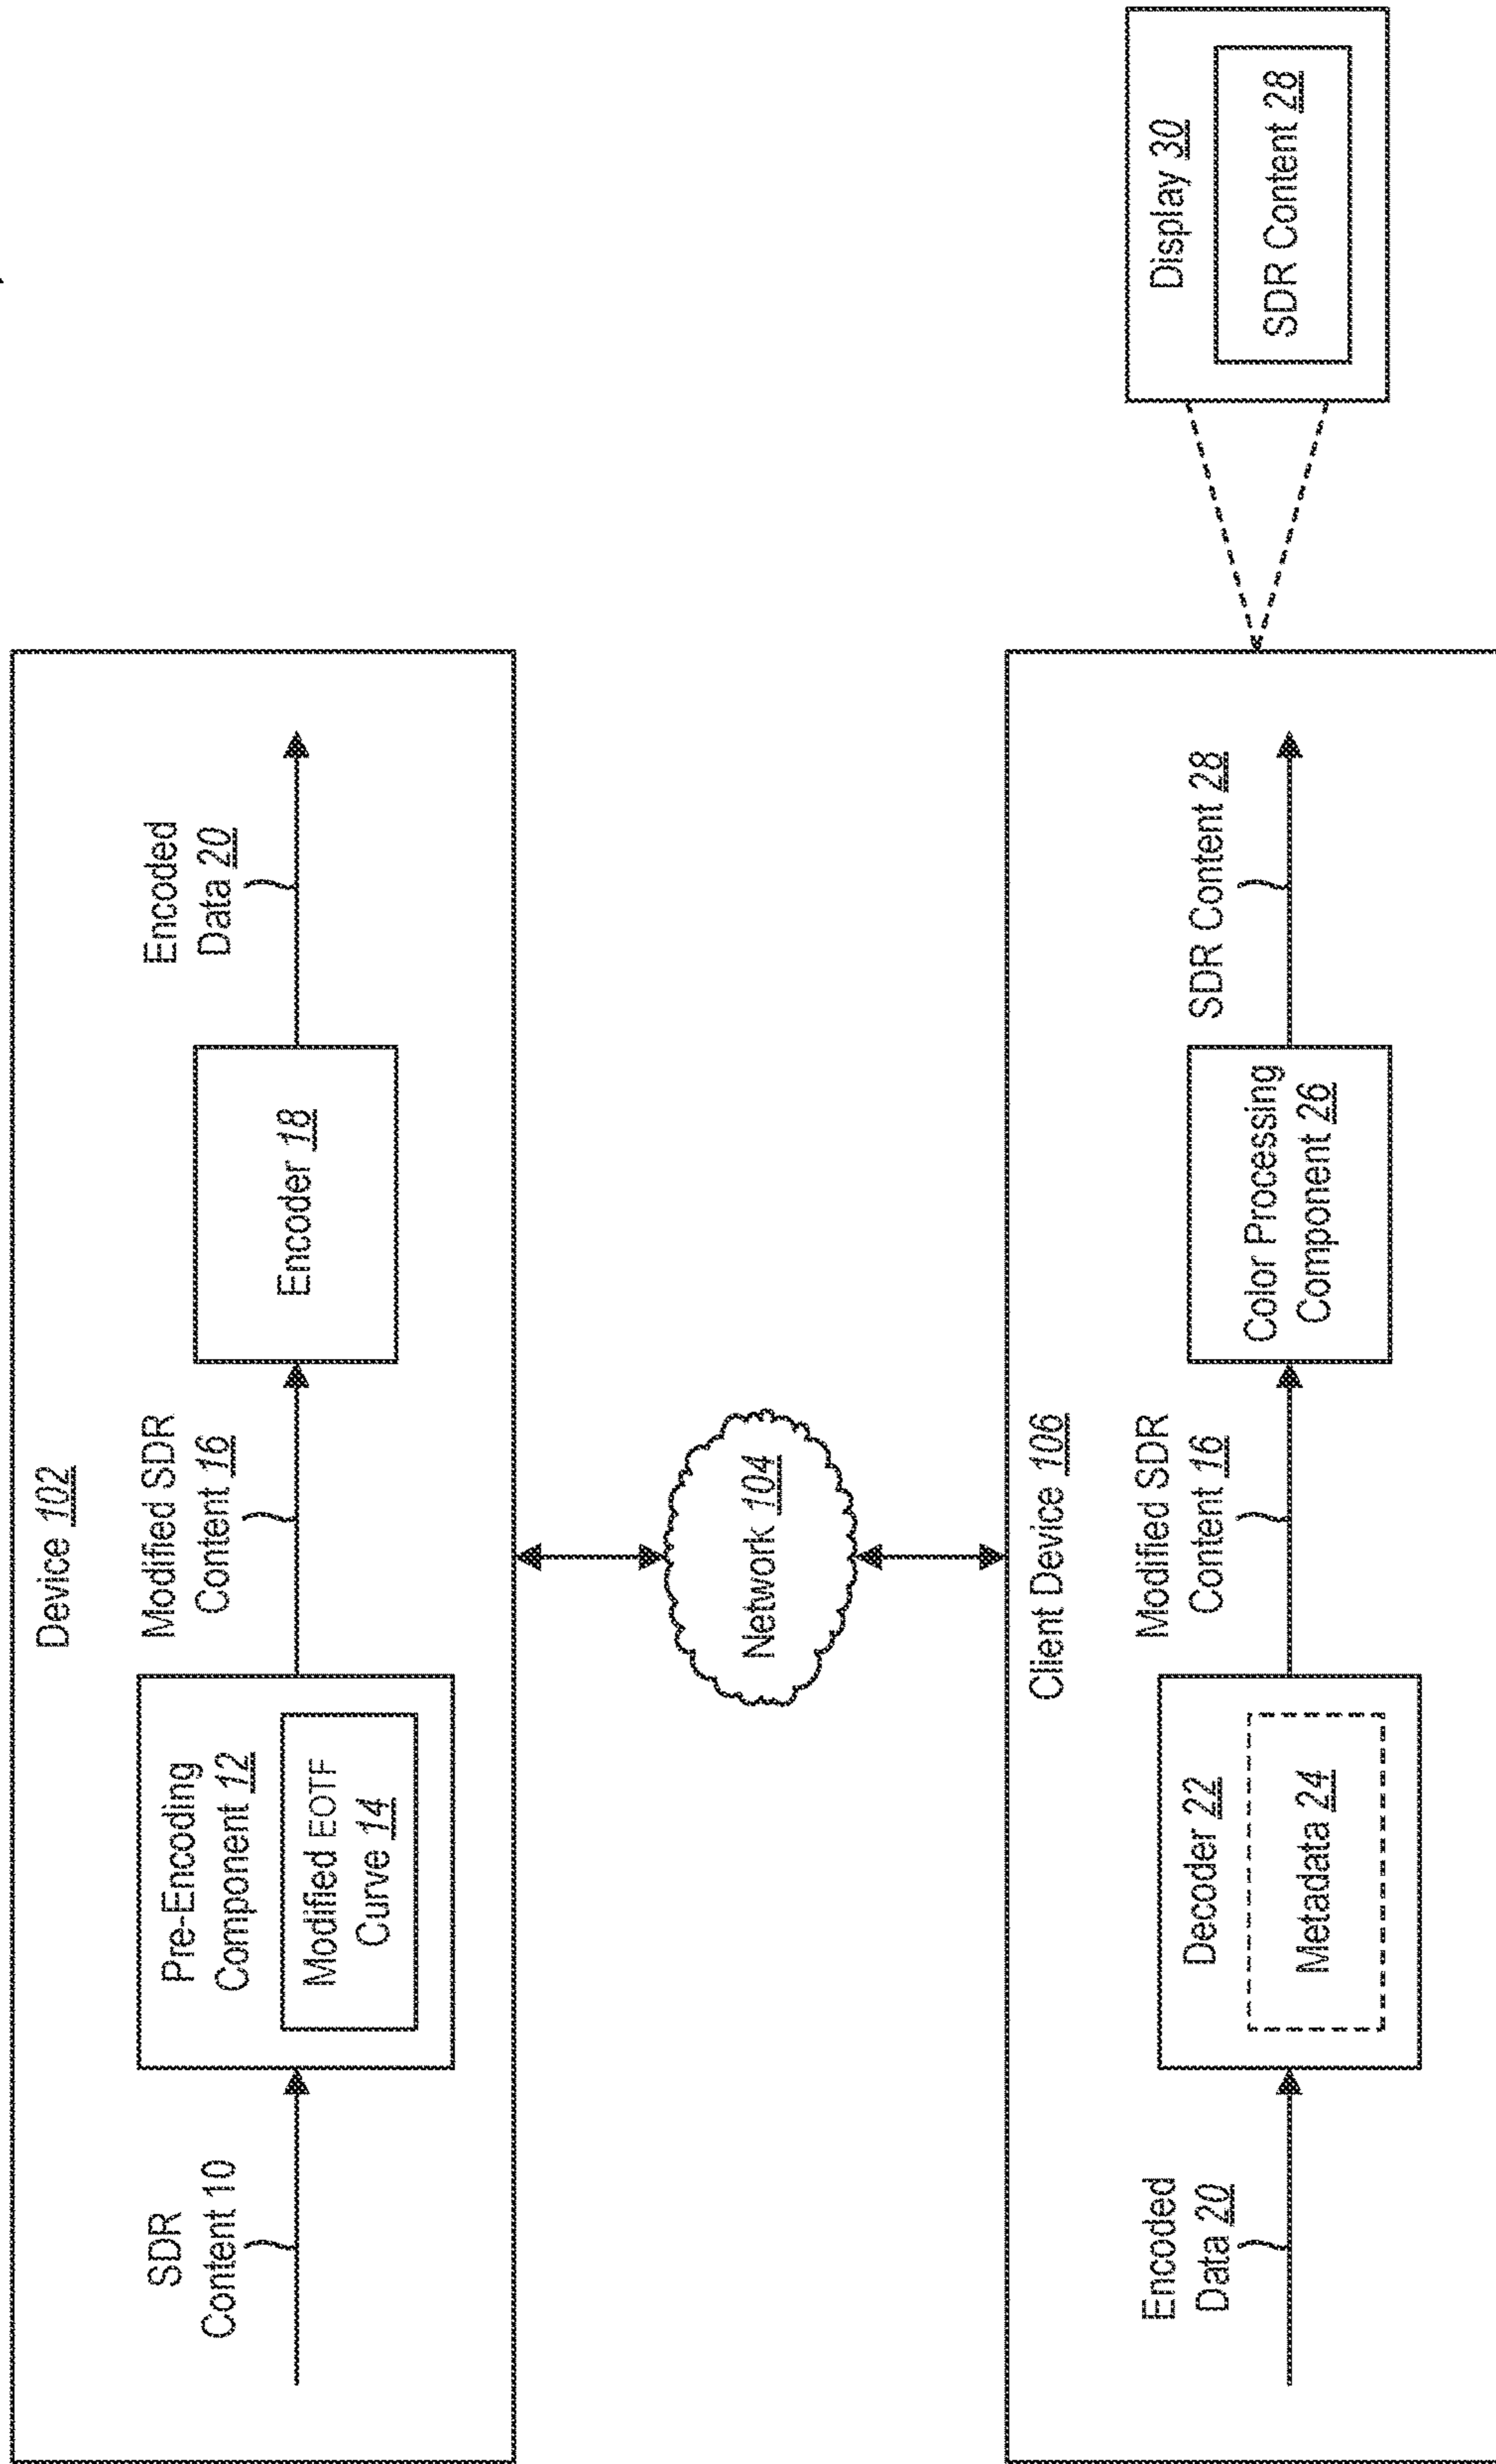 Device 102
SDR
Content 10
Pre-Encoding
Component 12
Modified EOTF
Curve 14
Modified SDR
Content 16
Encoder 18
Encoded
Data 20
Network 104
Client Device 106
Encoded
Data 20
Decoder 22
Metadata 24
Modified SDR
Content 16
Color Processing
Component 26
SDR Content 28
Display 30
SDR Content 28